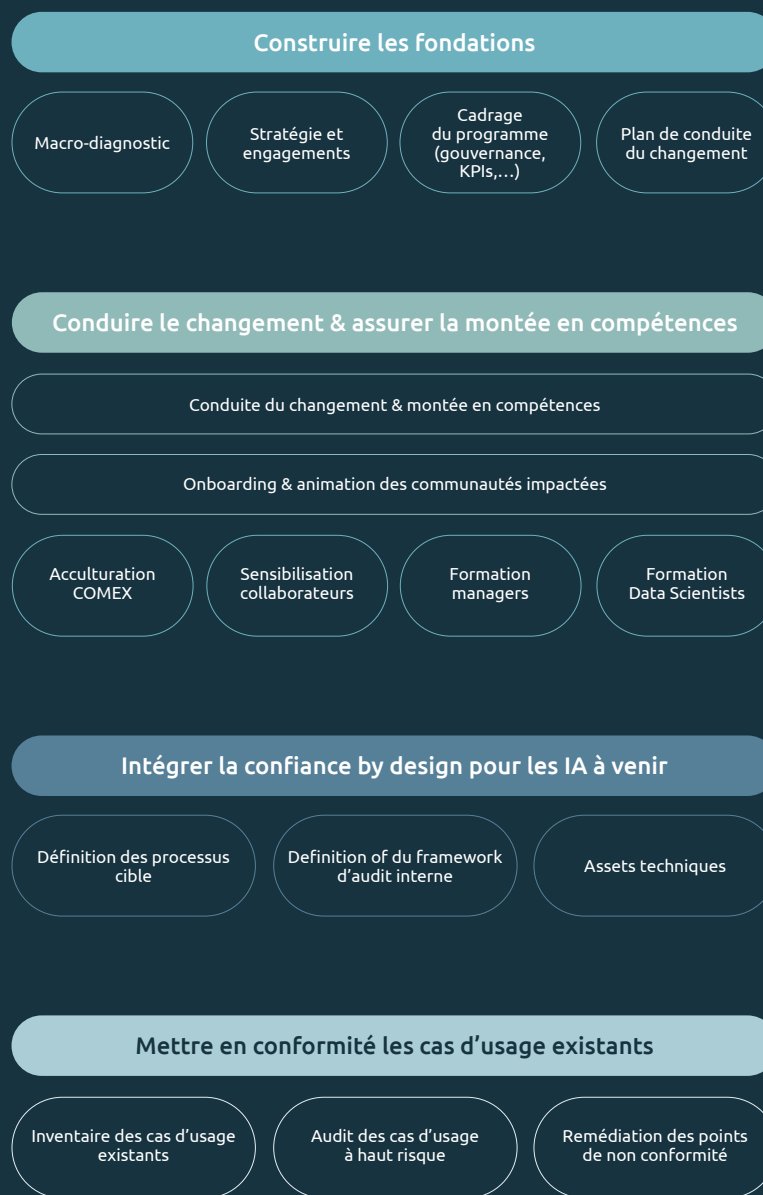 Construire les fondations
Macro-diagnostic
Stratégie et
engagements
Cadrage
du programme
(gouvernance,
KPIs,...)
Plan de conduite
du changement
Conduire le changement & assurer la montée en compétences
Conduite du changement & montée en compétences
Onboarding & animation des communautés impactées
Acculturation
COMEX
Sensibilisation
collaborateurs
Formation
managers
Formation
Data Scientists
Intégrer la confiance by design pour les IA à venir
Définition des processus
cible
Definition of du framework
d’audit interne
Assets techniques
Mettre en conformité les cas d’usage existants
Inventaire des cas d’usage
existants
Audit des cas d’usage
à haut risque
Remédiation des points
de non conformité